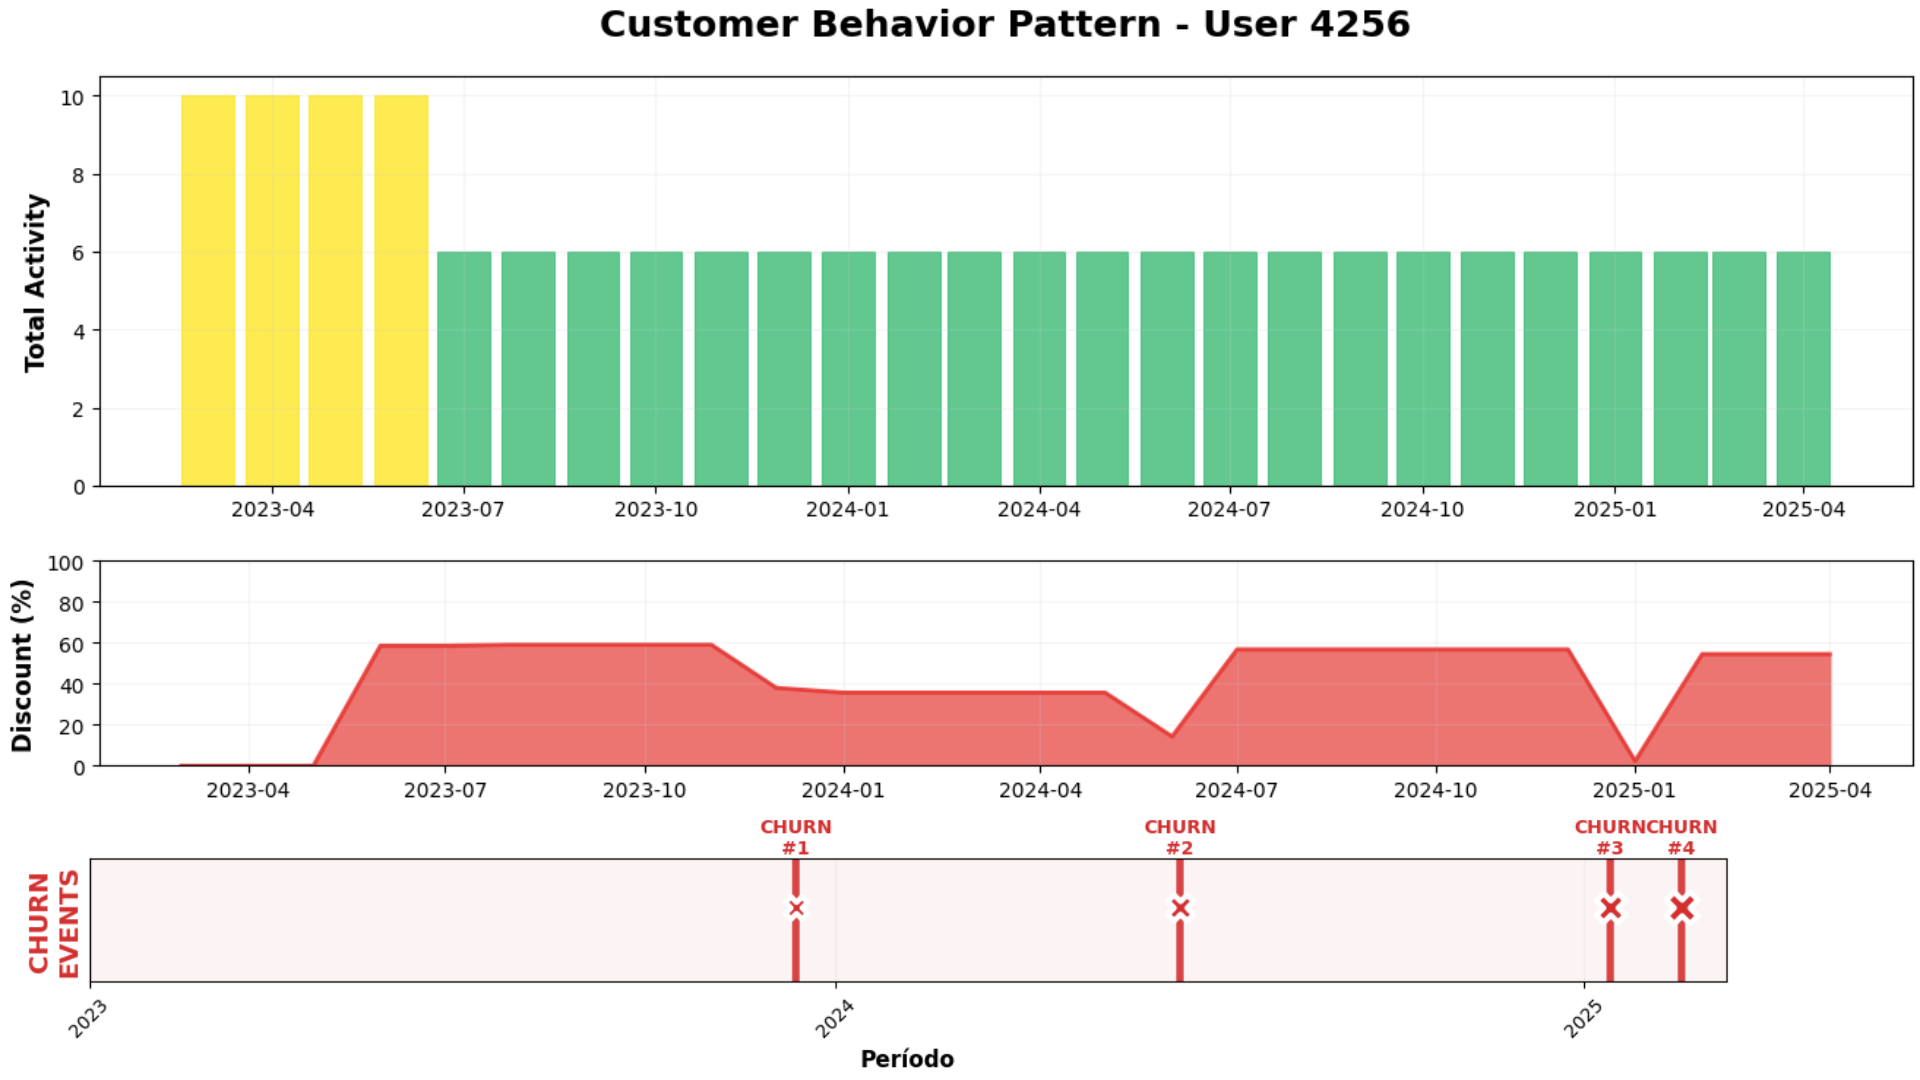 Customer Behavior Pattern - User 4256
Total Activity
10
8
6
4
2
0
2023-04 2023-07 2023-10 2024-01 2024-04 2024-07 2024-10 2025-01 2025-04
Discount (%)
100
80
60
40
20
0
2023-04 2023-07 2023-10 2024-01 2024-04 2024-07 2024-10 2025-01 2025-04
CHURN CHURN CHURN CHURN
#1 #2 #3 #4
CHURN
EVENTS
2023 2024 2025
Período